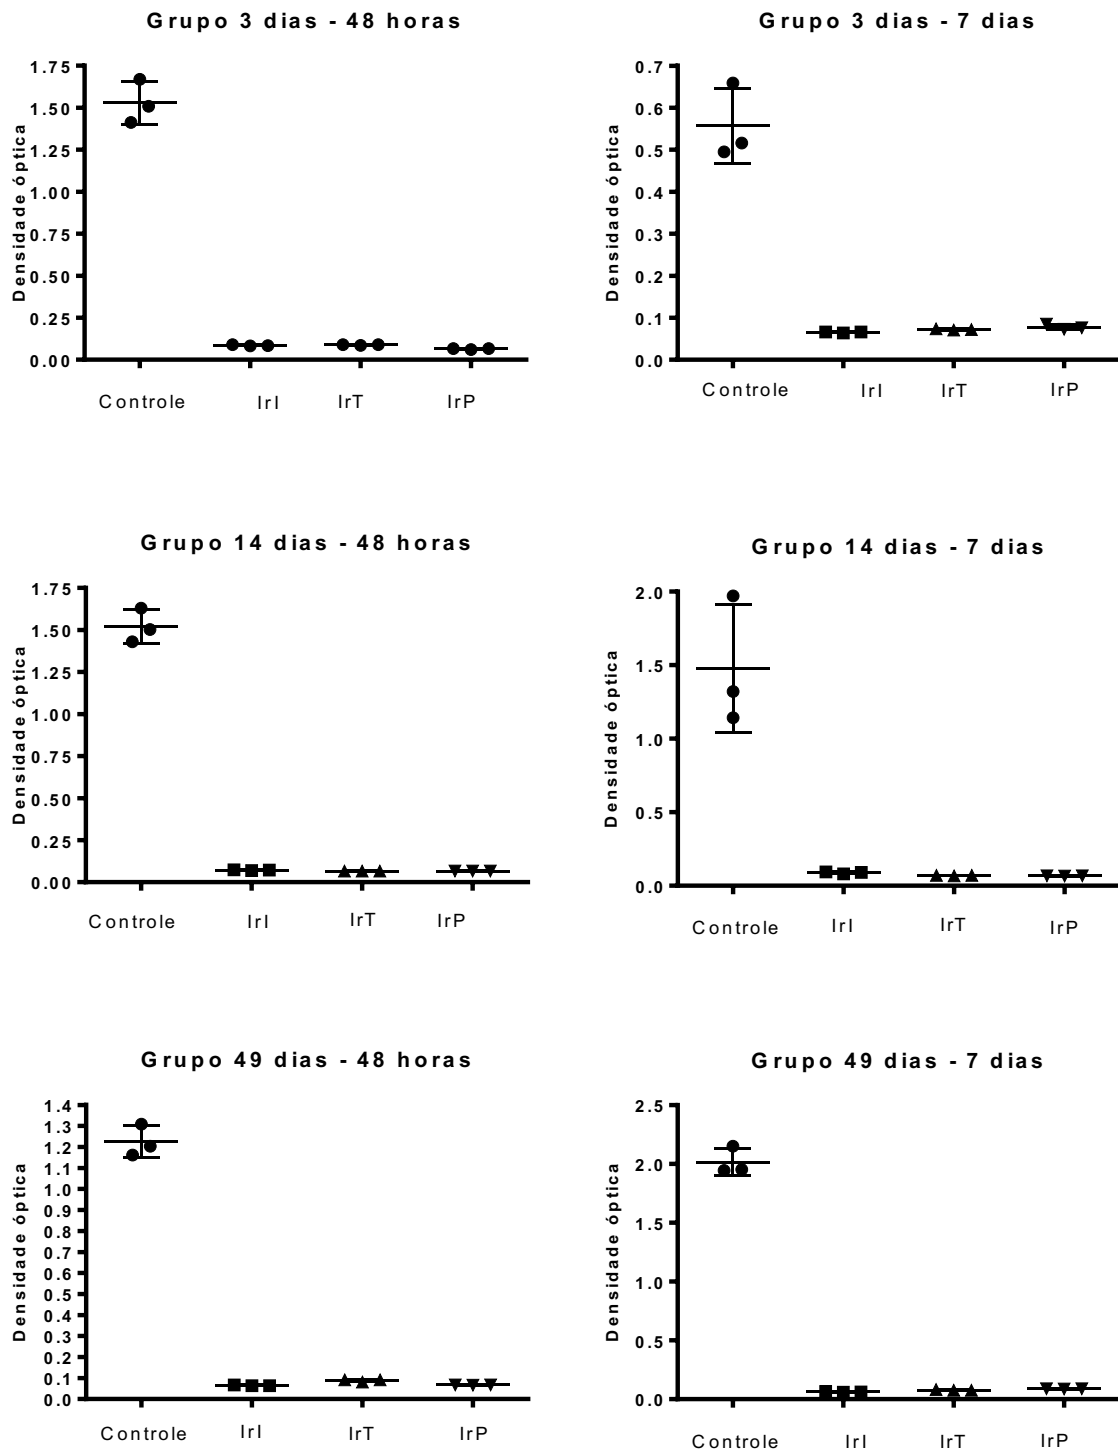 Grupo 3 dias - 48 horas
Densidade óptica
1.75
1.50
1.25
1.00
0.75
0.50
0.25
0.00
Controle IrI IrT IrP
Grupo 3 dias - 7 dias
Densidade óptica
0.7
0.6
0.5
0.4
0.3
0.2
0.1
0.0
Controle IrI IrT IrP
Grupo 14 dias - 48 horas
Densidade óptica
1.75
1.50
1.25
1.00
0.75
0.50
0.25
0.00
Controle IrI IrT IrP
Grupo 14 dias - 7 dias
Densidade óptica
2.0
1.5
1.0
0.5
0.0
Controle IrI IrT IrP
Grupo 49 dias - 48 horas
Densidade óptica
1.4
1.3
1.2
1.1
1.0
0.9
0.8
0.7
0.6
0.5
0.4
0.3
0.2
0.1
0.0
Controle IrI IrT IrP
Grupo 49 dias - 7 dias
Densidade óptica
2.5
2.0
1.5
1.0
0.5
0.0
Controle IrI IrT IrP